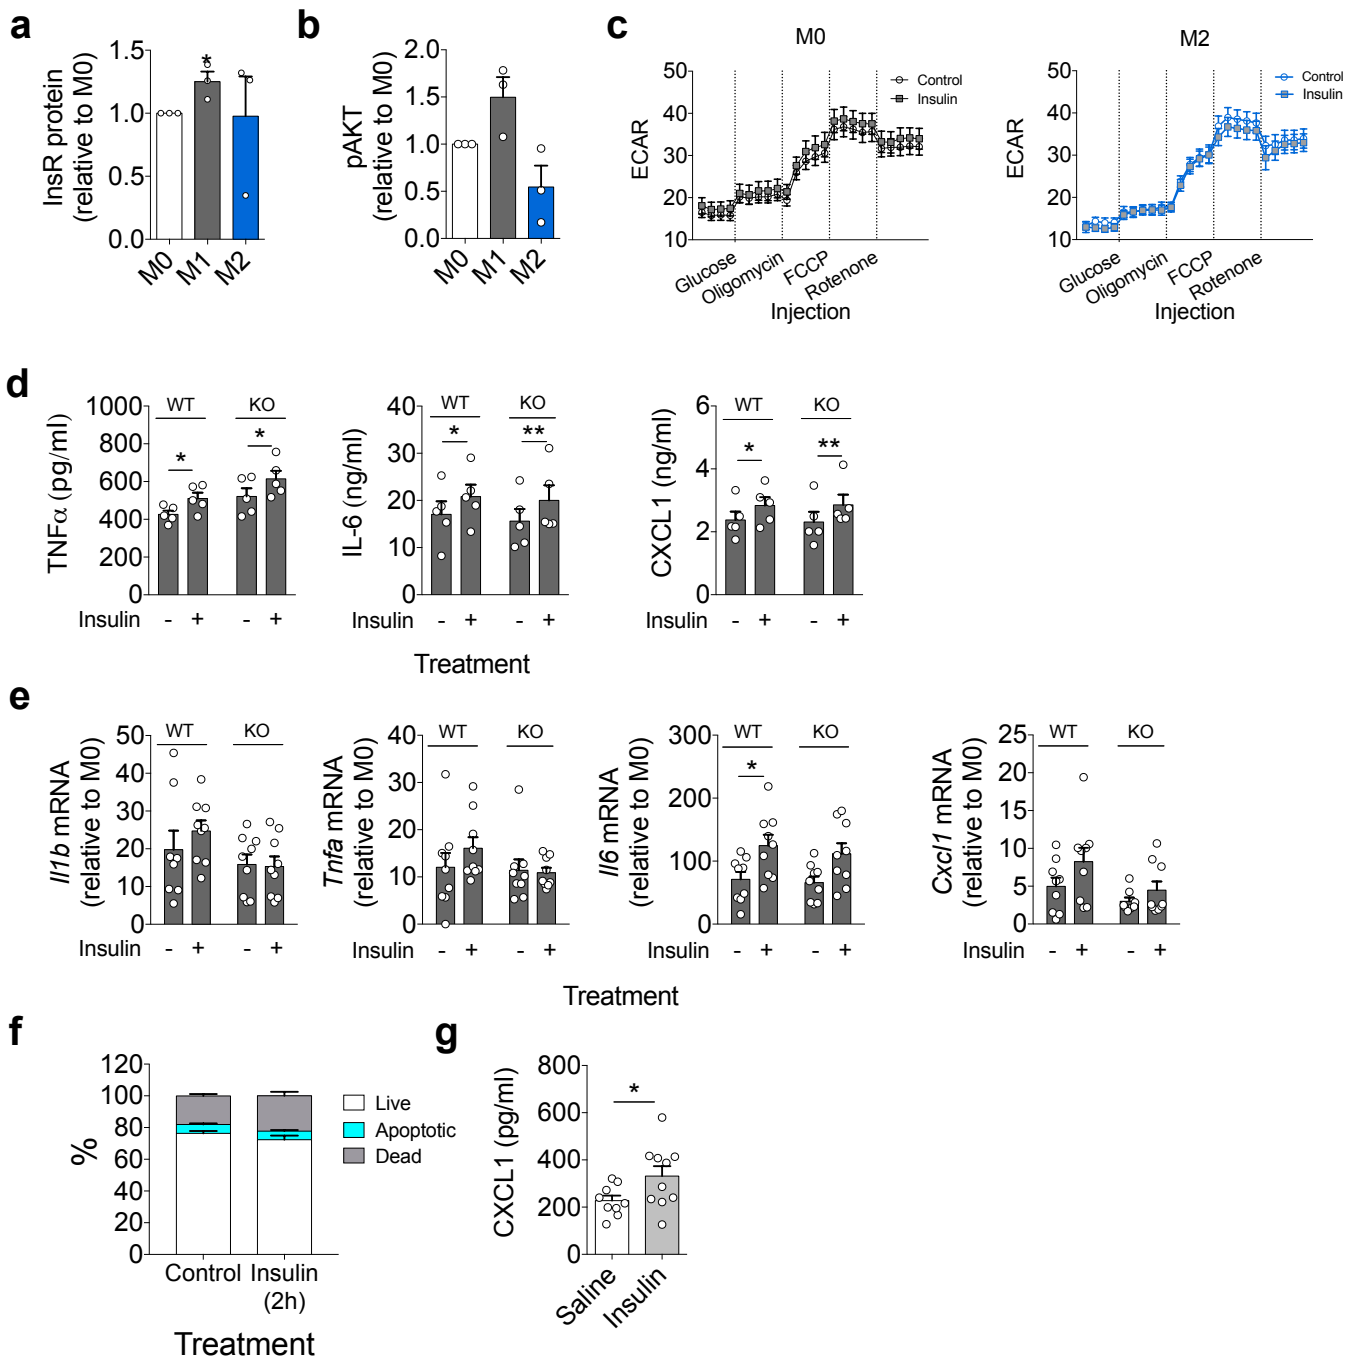 a
InsR protein
(relative to M0)
1.5
1.0
0.5
0.0
*
M0
M1
M2
b
pAKT
(relative to M0)
2.0
1.5
1.0
0.5
0.0
M0
M1
M2
c
M0
ECAR
50
40
30
20
10
Control
Insulin
Glucose
Oligomycin
FCCP
Rotenone
Injection
M2
ECAR
50
40
30
20
10
Control
Insulin
Glucose
Oligomycin
FCCP
Rotenone
Injection
d
TNFα (pg/ml)
1000
800
600
400
200
0
WT
KO
*
*
Insulin - + - +
IL-6 (ng/ml)
40
30
20
10
0
WT
KO
*
**
- + - +
CXCL1 (ng/ml)
6
4
2
0
WT
KO
*
**
Insulin - + - +
Treatment
e
Il1b mRNA
(relative to M0)
50
40
30
20
10
0
WT
KO
Insulin - + - +
Tnfa mRNA
(relative to M0)
40
30
20
10
0
WT
KO
Insulin - + - +
Il6 mRNA
(relative to M0)
300
200
100
0
WT
KO
*
Insulin - + - +
Cxcl1 mRNA
(relative to M0)
25
20
15
10
5
0
WT
KO
Insulin - + - +
Treatment
f
%
120
100
80
60
40
20
0
Live
Apoptotic
Dead
Control
Insulin
(2h)
Treatment
g
CXCL1 (pg/ml)
800
600
400
200
0
*
Saline
Insulin